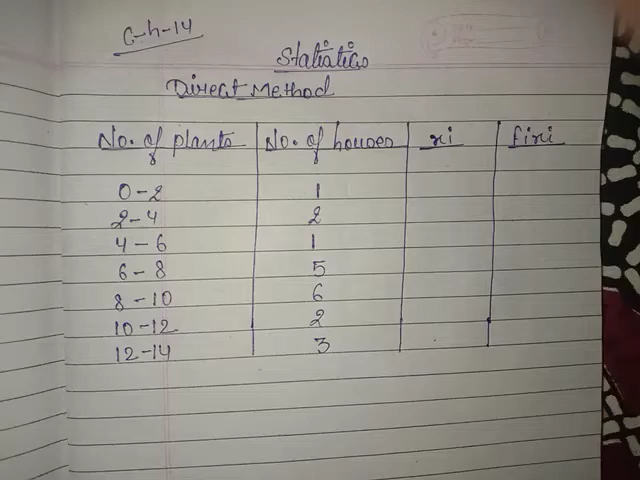 C-h-14
Statistics
Direct Method
No. of plants No. of houses xi fixi
0-2 1
2-4 2
4-6 1
6-8 5
8-10 6
10-12 2
12-14 3